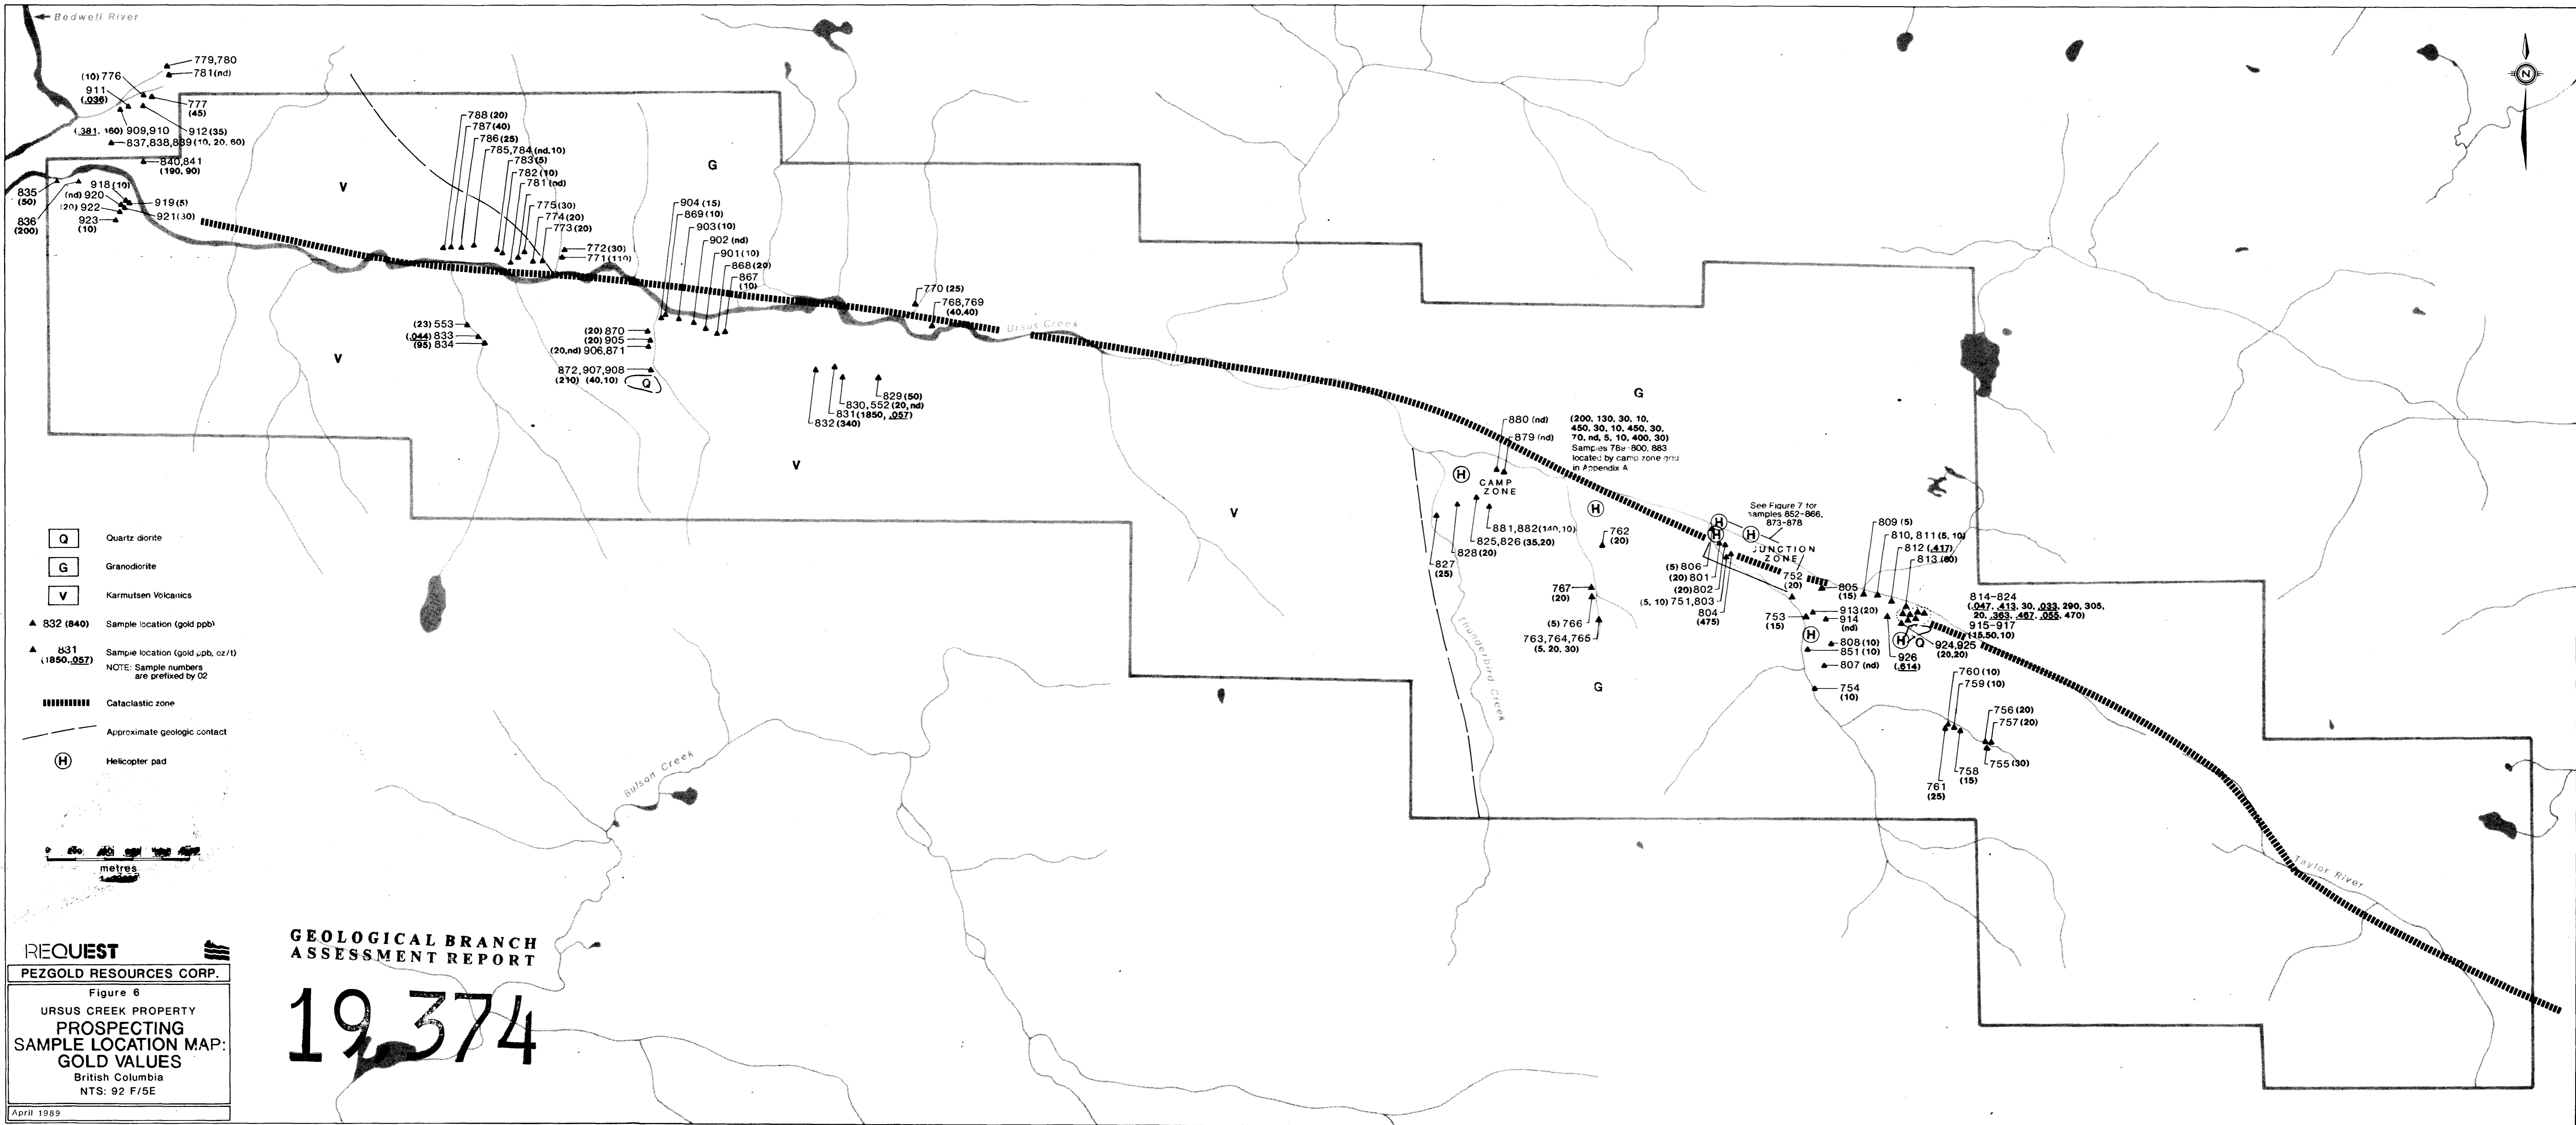 Bedwell River
779,780
781 (nd)
(10) 776
911
(.036)
777
(45)
(.381, 160) 909,910
912 (35)
837,838,839 (10, 20, 60)
840,841
(190, 90)
835
(50)
836
(200)
918 (10)
(nd) 920
919 (5)
(20) 922
921 (30)
923
(10)
V
G
788 (20)
787 (40)
786 (25)
785,784 (nd,10)
783 (5)
782 (10)
781 (nd)
775 (30)
774 (20)
773 (20)
772 (30)
771 (110)
904 (15)
869 (10)
903 (10)
902 (nd)
901 (10)
868 (20)
867
(10)
770 (25)
768,769
(40,40)
Ursus Creek
(23) 553
(.044) 833
(95) 834
V
(20) 870
(20) 905
(20,nd) 906,871
872,907,908
(210) (40,10)
Q
829 (50)
830,552 (20,nd)
831 (1850, .057)
832 (340)
V
V
N
G
880 (nd)
879 (nd)
(200, 130, 30, 10,
450, 30, 10, 450, 30,
70, nd, 5, 10, 400, 30)
Samples 789-800, 883
located by camp zone grid
in Appendix A
H
CAMP
ZONE
881,882 (140,10)
825,826 (35,20)
828 (20)
827
(25)
H
762
(20)
767
(20)
(5) 766
763,764,765
(5, 20, 30)
Thunderbird Creek
G
See Figure 7 for
samples 852-866,
873-878
H
H
H
JUNCTION
ZONE
(5) 806
(20) 801
(20) 802
(5, 10) 751,803
804
(475)
752
(20)
805
(15)
753
(15)
913 (20)
914
(nd)
H
808 (10)
851 (10)
807 (nd)
754
(10)
809 (5)
810, 811 (5, 10)
812 (.417)
813 (60)
814-824
(.047, .413, 30, .033, 290, 305,
20, .363, .467, .055, 470)
915-917
(15,50,10)
H
Q
924,925
(20,20)
926
(.614)
760 (10)
759 (10)
756 (20)
757 (20)
755 (30)
758
(15)
761
(25)
Taylor River
Bulson Creek
Q Quartz diorite
G Granodiorite
V Karmutsen Volcanics
832 (840) Sample location (gold ppb)
831
(1850,.057)
Sample location (gold ppb, oz/t)
NOTE: Sample numbers
are prefixed by 02
Cataclastic zone
Approximate geologic contact
H Helicopter pad
0 200
metres
REQUEST
PEZGOLD RESOURCES CORP.
Figure 6
URSUS CREEK PROPERTY
PROSPECTING
SAMPLE LOCATION MAP:
GOLD VALUES
British Columbia
NTS: 92 F/5E
April 1989
GEOLOGICAL BRANCH
ASSESSMENT REPORT
19,374